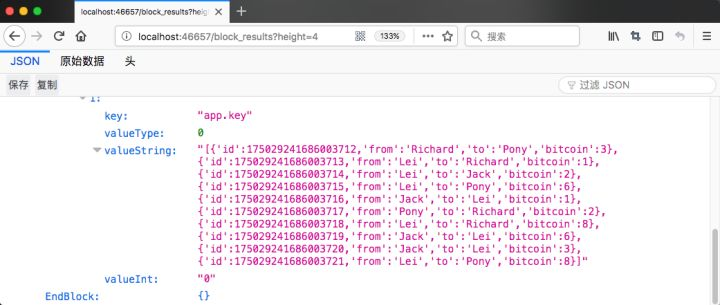 localhost:46657/block_results?height=4
localhost:46657/block_results?height=4 133% 搜索
JSON 原始数据 头
保存 复制 过滤 JSON
1:
key: "app.key"
valueType: 0
valueString: "[{'id':175029241686003712,'from':'Richard','to':'Pony','bitcoin':3},
{'id':175029241686003713,'from':'Lei','to':'Richard','bitcoin':1},
{'id':175029241686003714,'from':'Lei','to':'Jack','bitcoin':2},
{'id':175029241686003715,'from':'Lei','to':'Pony','bitcoin':6},
{'id':175029241686003716,'from':'Jack','to':'Lei','bitcoin':1},
{'id':175029241686003717,'from':'Pony','to':'Richard','bitcoin':2},
{'id':175029241686003718,'from':'Lei','to':'Richard','bitcoin':8},
{'id':175029241686003719,'from':'Jack','to':'Lei','bitcoin':6},
{'id':175029241686003720,'from':'Jack','to':'Lei','bitcoin':3},
{'id':175029241686003721,'from':'Lei','to':'Pony','bitcoin':8}]"
valueInt: "0"
EndBlock: {}